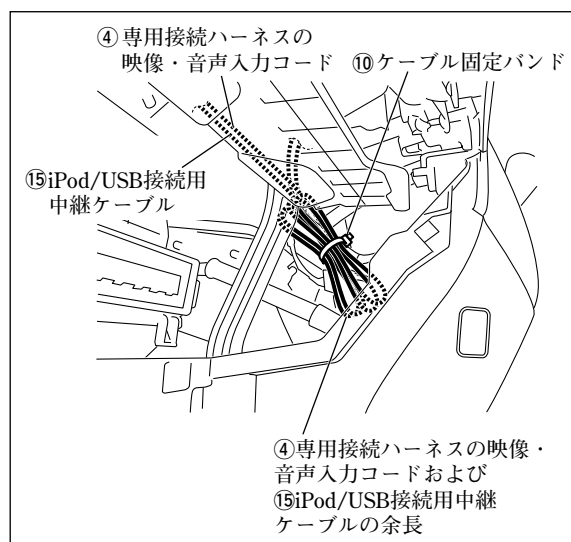 ④専用接続ハーネスの
映像・音声入力コード
⑩ケーブル固定バンド
⑮iPod/USB接続用
中継ケーブル
④専用接続ハーネスの映像・
音声入力コードおよび
⑮iPod/USB接続用中継
ケーブルの余長